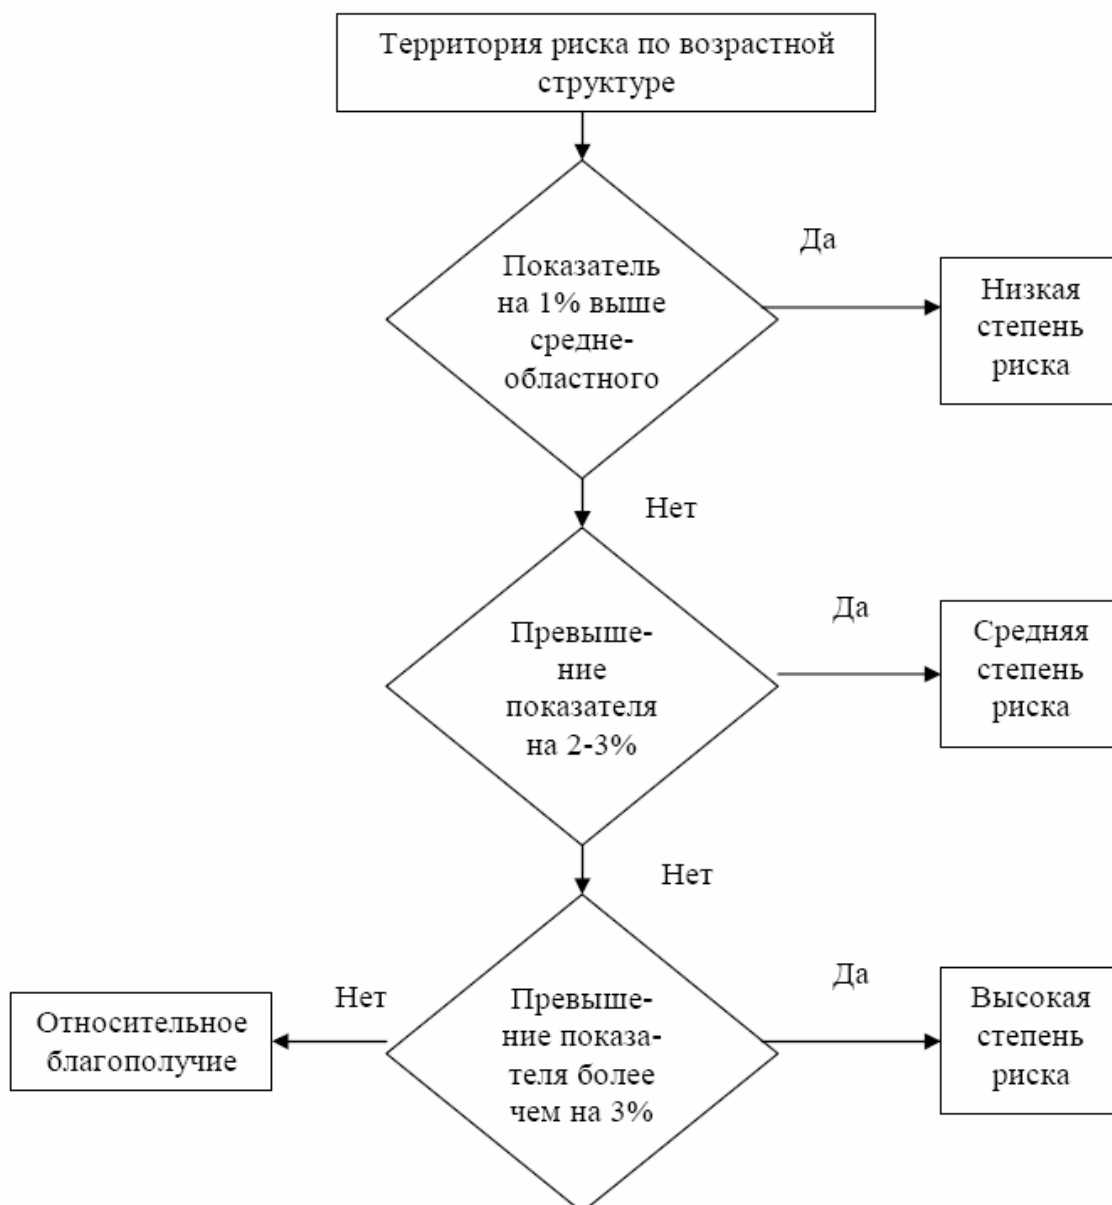 Территория риска по возрастной
структуре
Да
Показатель
на 1% выше
средне-
областного
Низкая
степень
риска
Нет
Да
Превыше-
ние
показателя
на 2-3%
Средняя
степень
риска
Нет
Да
Нет
Превыше-
ние показа-
теля более
чем на 3%
Высокая
степень
риска
Относительное
благополучие